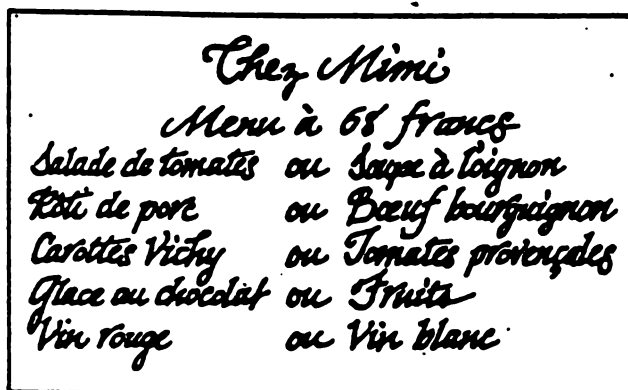 Chez Mimi
Menu à 68 francs
Salade de tomates ou Soupe à l'oignon
Rôti de porc ou Bœuf bourguignon
Carottes Vichy ou Tomates provençales
Glace au chocolat ou Fruits
Vin rouge ou Vin blanc